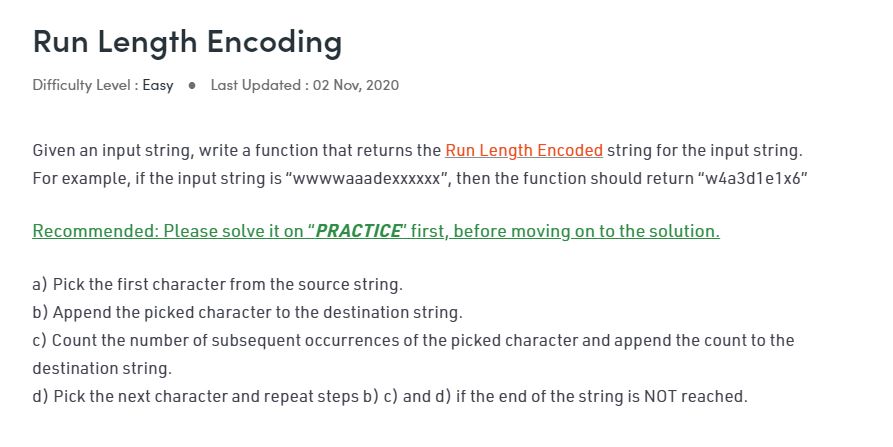 Run Length Encoding
Difficulty Level : Easy ● Last Updated : 02 Nov, 2020
Given an input string, write a function that returns the Run Length Encoded string for the input string.
For example, if the input string is “wwwwaaadexxxxxx”, then the function should return “w4a3d1e1x6”
Recommended: Please solve it on “PRACTICE” first, before moving on to the solution.
a) Pick the first character from the source string.
b) Append the picked character to the destination string.
c) Count the number of subsequent occurrences of the picked character and append the count to the
destination string.
d) Pick the next character and repeat steps b) c) and d) if the end of the string is NOT reached.